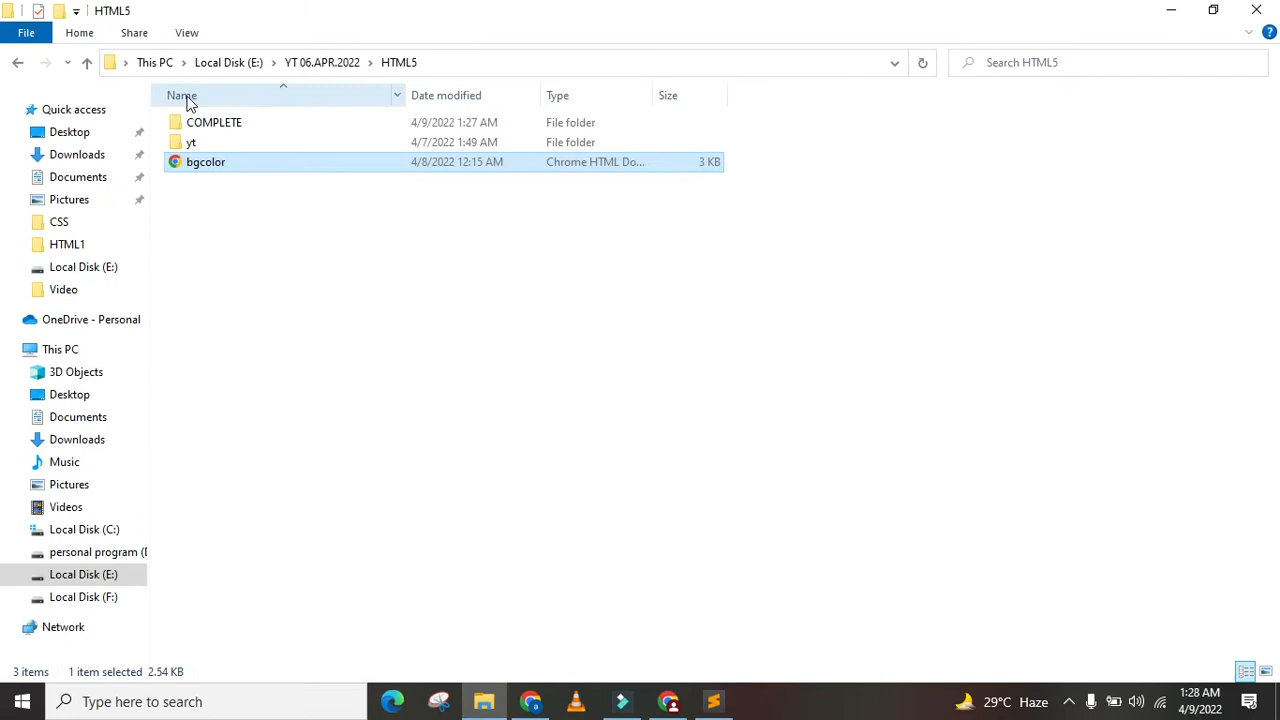 HTML5
File Home Share View
This PC Local Disk (E:) YT 06.APR.2022 HTML5
Search HTML5
Name Date modified Type Size
COMPLETE 4/9/2022 1:27 AM File folder
yt 4/7/2022 1:49 AM File folder
bgcolor 4/8/2022 12:15 AM Chrome HTML Do... 3 KB
Quick access
Desktop
Downloads
Documents
Pictures
CSS
HTML1
Local Disk (E:)
Video
OneDrive - Personal
This PC
3D Objects
Desktop
Documents
Downloads
Music
Pictures
Videos
Local Disk (C:)
personal program (
Local Disk (E:)
Local Disk (F:)
Network
3 items 1 item selected 2.54 KB
Type here to search
29°C Haze
1:28 AM
4/9/2022